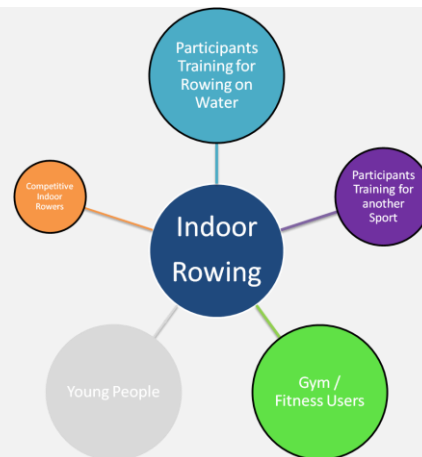 Participants
Training for
Rowing on
Water
Competitive
Indoor
Rowers
Participants
Training for
another
Sport
Indoor
Rowing
Young People
Gym /
Fitness Users